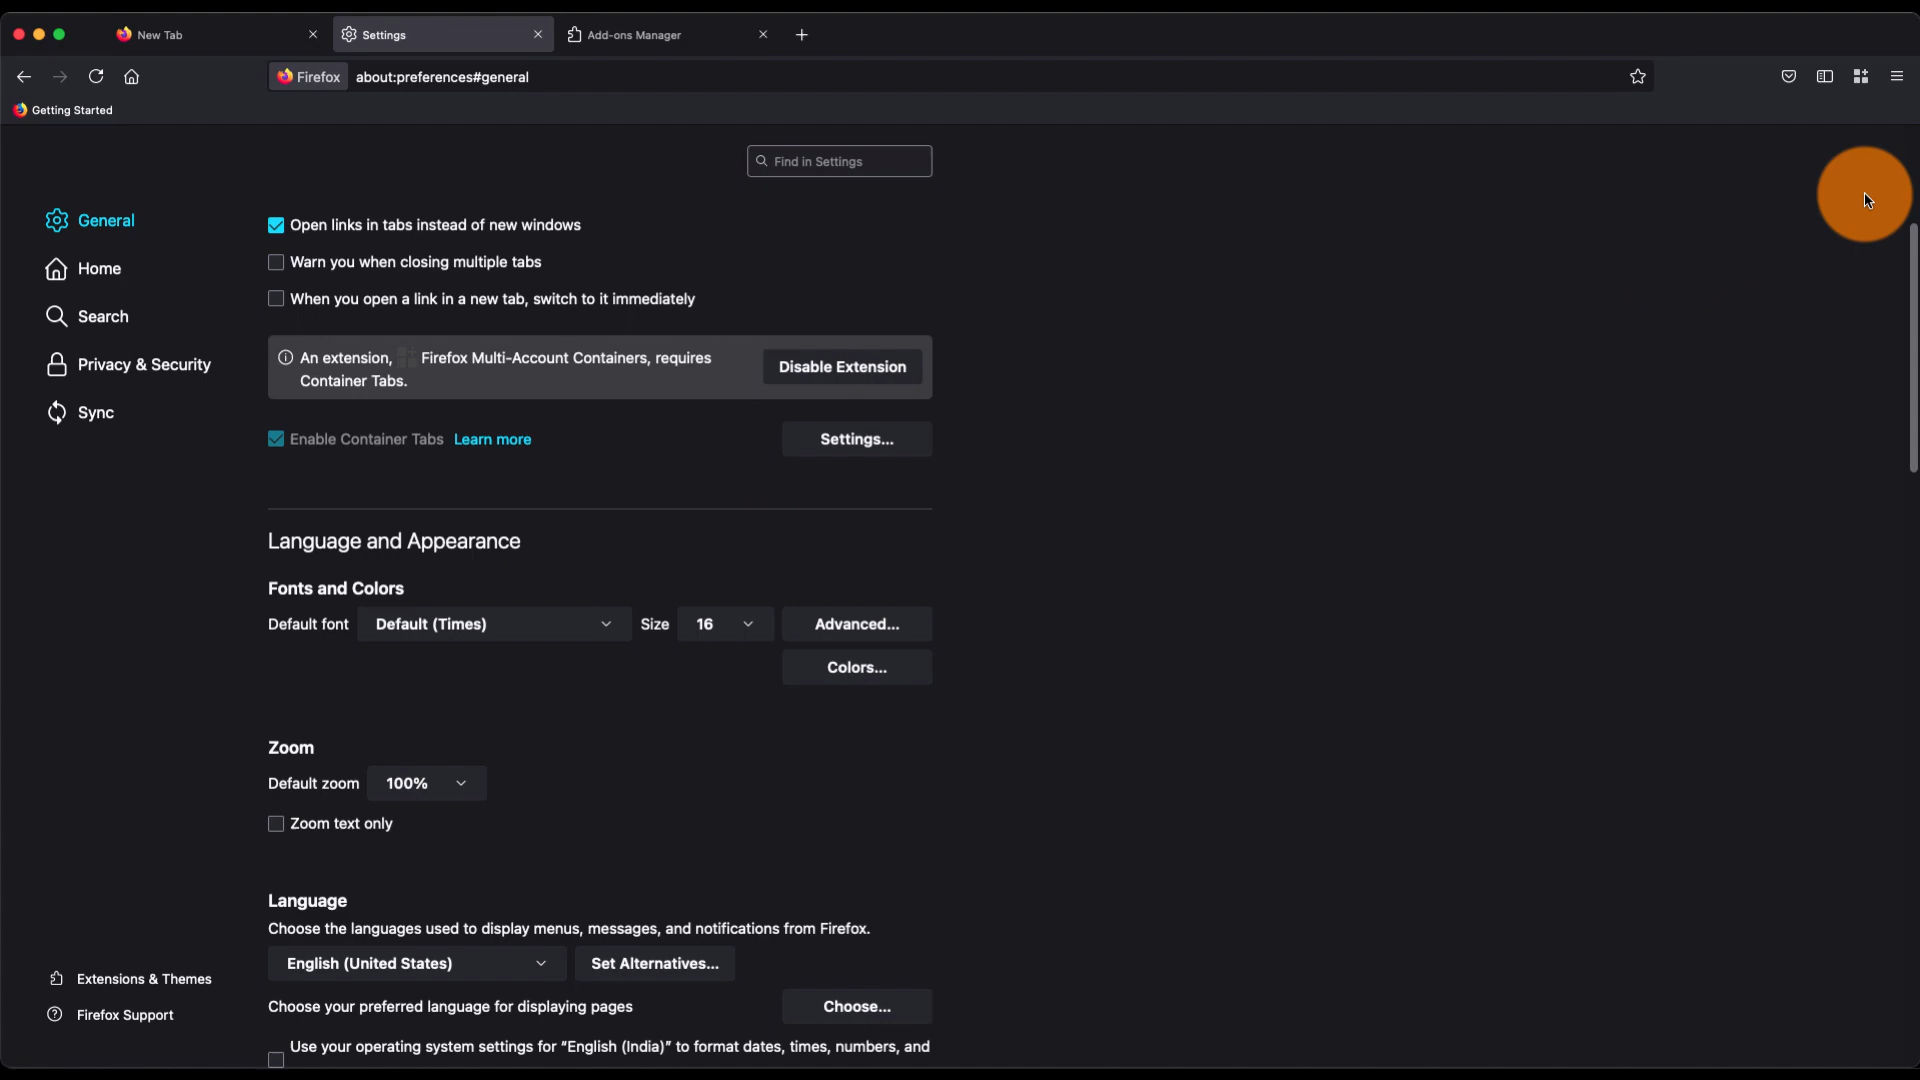 New Tab
Settings
Add-ons Manager
Firefox about:preferences#general
Getting Started
Find in Settings
General
Home
Search
Privacy & Security
Sync
Open links in tabs instead of new windows
Warn you when closing multiple tabs
When you open a link in a new tab, switch to it immediately
An extension, Firefox Multi-Account Containers, requires
Container Tabs.
Disable Extension
Enable Container Tabs Learn more
Settings...
Language and Appearance
Fonts and Colors
Default font Default (Times) Size 16 Advanced...
Colors...
Zoom
Default zoom 100%
Zoom text only
Language
Choose the languages used to display menus, messages, and notifications from Firefox.
English (United States) Set Alternatives...
Choose your preferred language for displaying pages Choose...
Use your operating system settings for “English (India)” to format dates, times, numbers, and
Extensions & Themes
Firefox Support